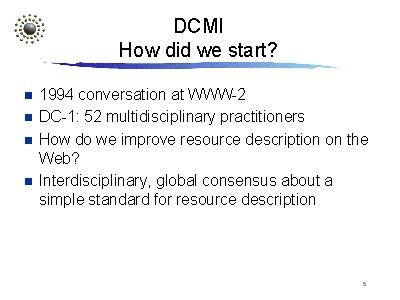 DCMI
How did we start?
1994 conversation at WWW-2
DC-1: 52 multidisciplinary practitioners
How do we improve resource description on the
Web?
Interdisciplinary, global consensus about a
simple standard for resource description